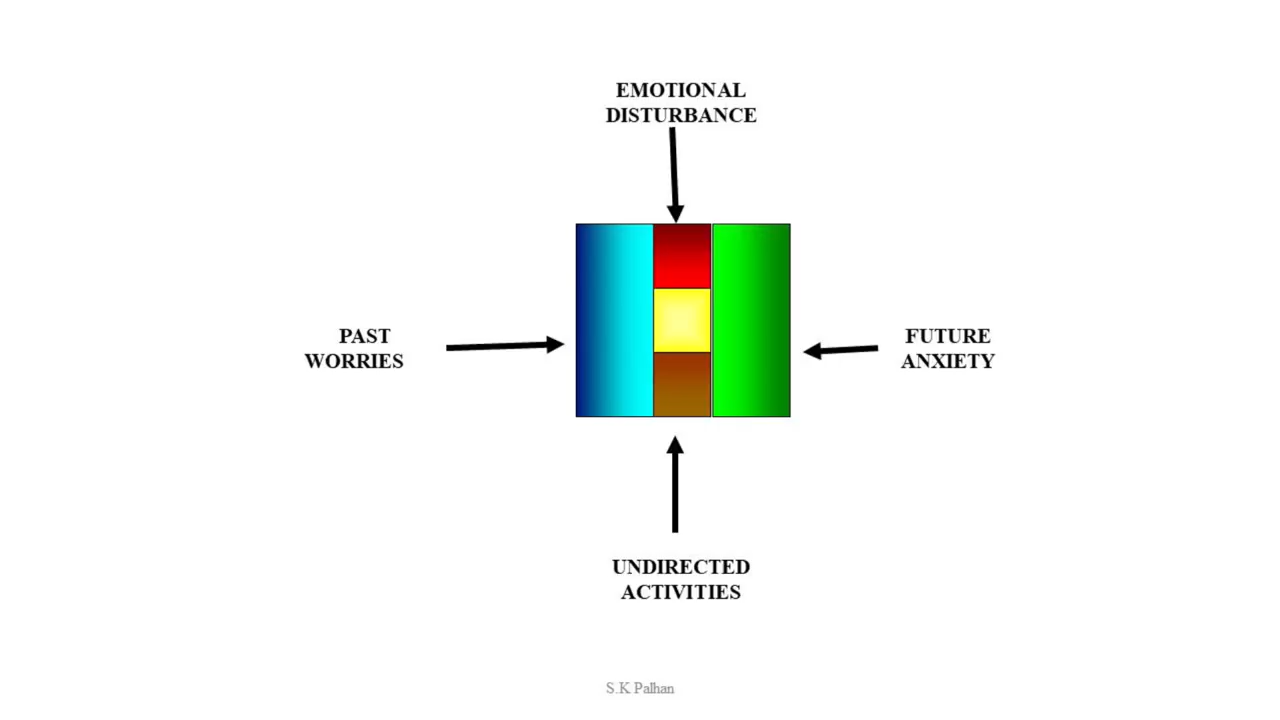 EMOTIONAL
DISTURBANCE
PAST
WORRIES
FUTURE
ANXIETY
UNDIRECTED
ACTIVITIES
S.K Palhan